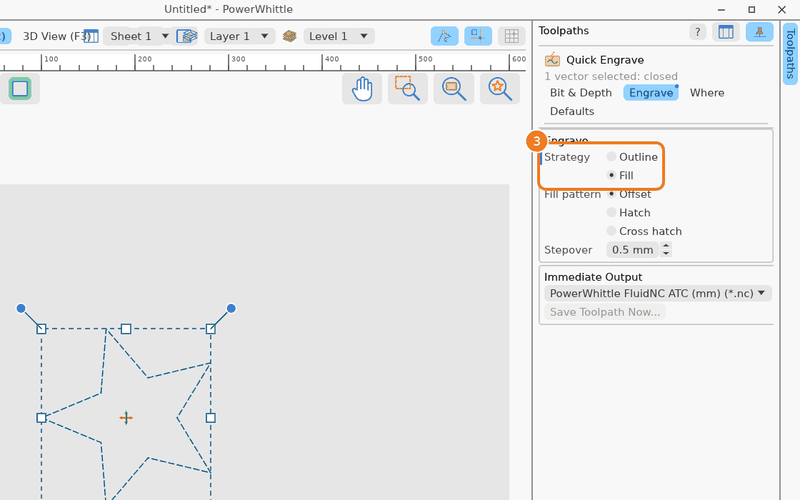 Untitled* - PowerWhittle
2) 3D View (F3) Sheet 1 Layer 1 Level 1
100 200 300 400 500 600
Toolpaths ?
Toolpaths
Quick Engrave
1 vector selected: closed
Bit & Depth Engrave Where
Defaults
Engrave
3
Strategy Outline
Fill
Fill pattern Offset
Hatch
Cross hatch
Stepover 0.5 mm
Immediate Output
PowerWhittle FluidNC ATC (mm) (*.nc)
Save Toolpath Now...